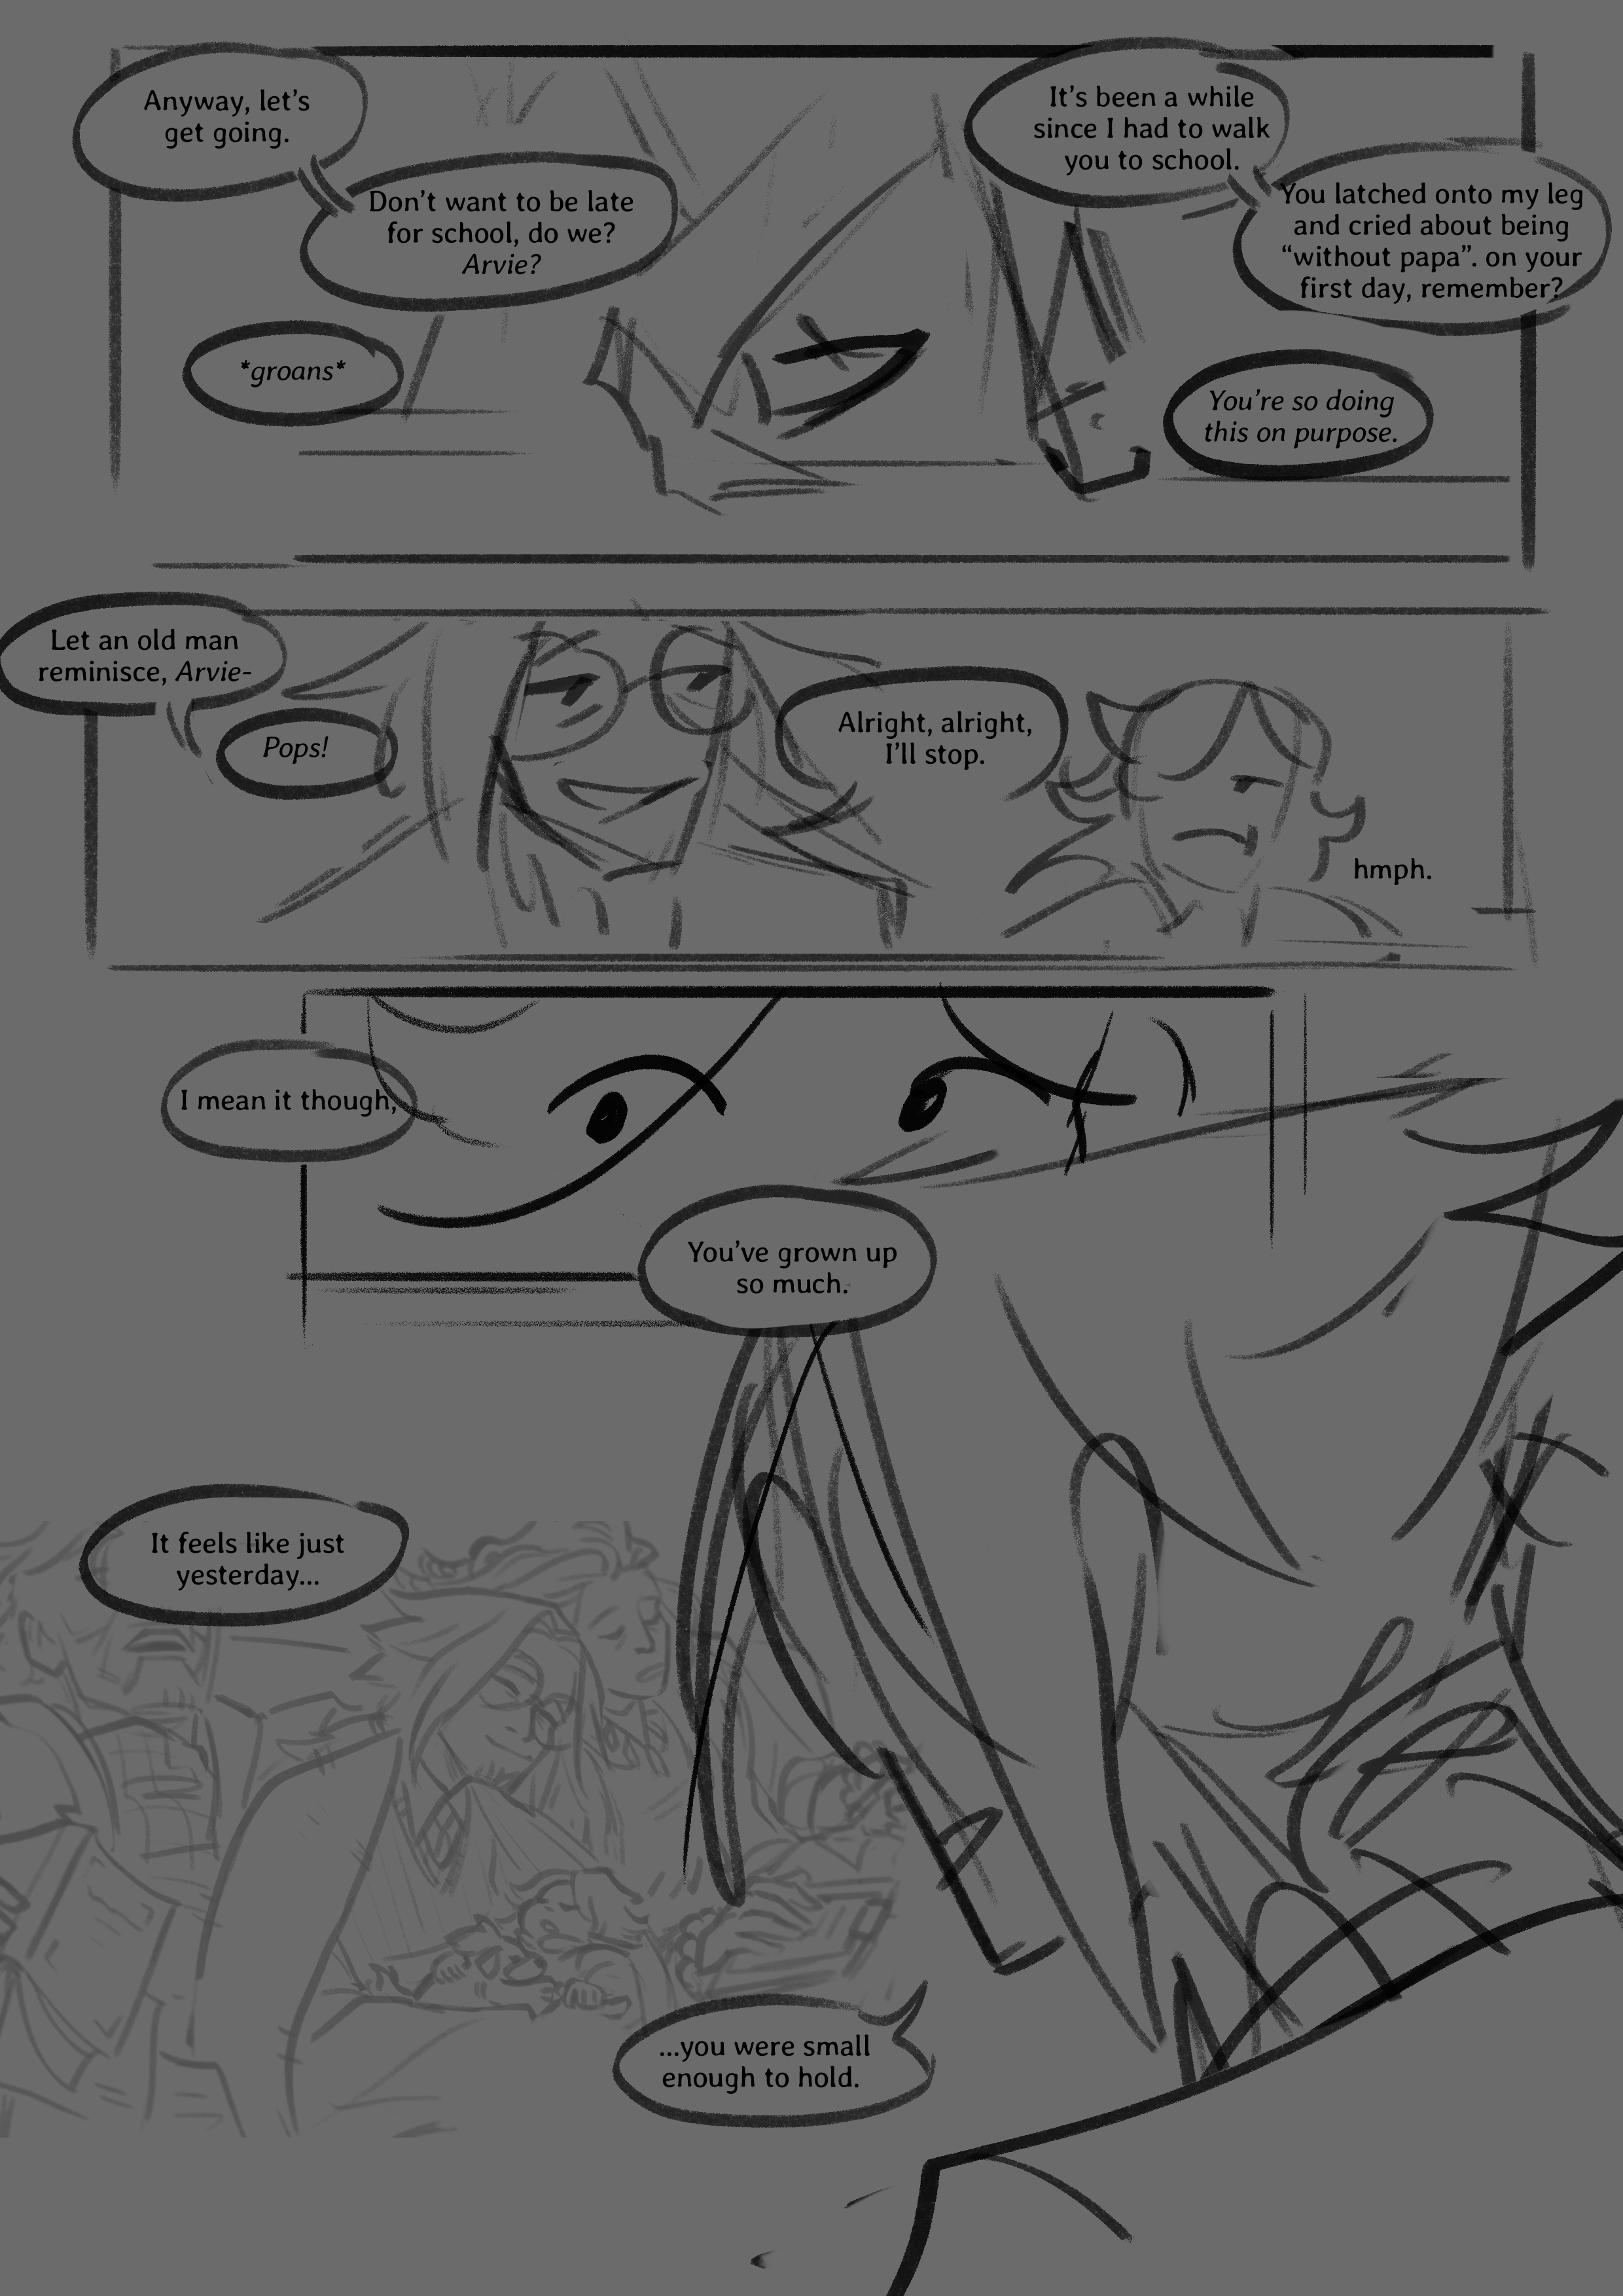 Anyway, let's
get going.
Don't want to be late
for school, do we?
Arvie?
*groans*
It's been a while
since I had to walk
you to school.
You latched onto my leg
and cried about being
“without papa”. on your
first day, remember?
You're so doing
this on purpose.
Let an old man
reminisce, Arvie-
Pops!
Alright, alright,
I'll stop.
hmph.
I mean it though,
You've grown up
so much.
It feels like just
yesterday...
...you were small
enough to hold.